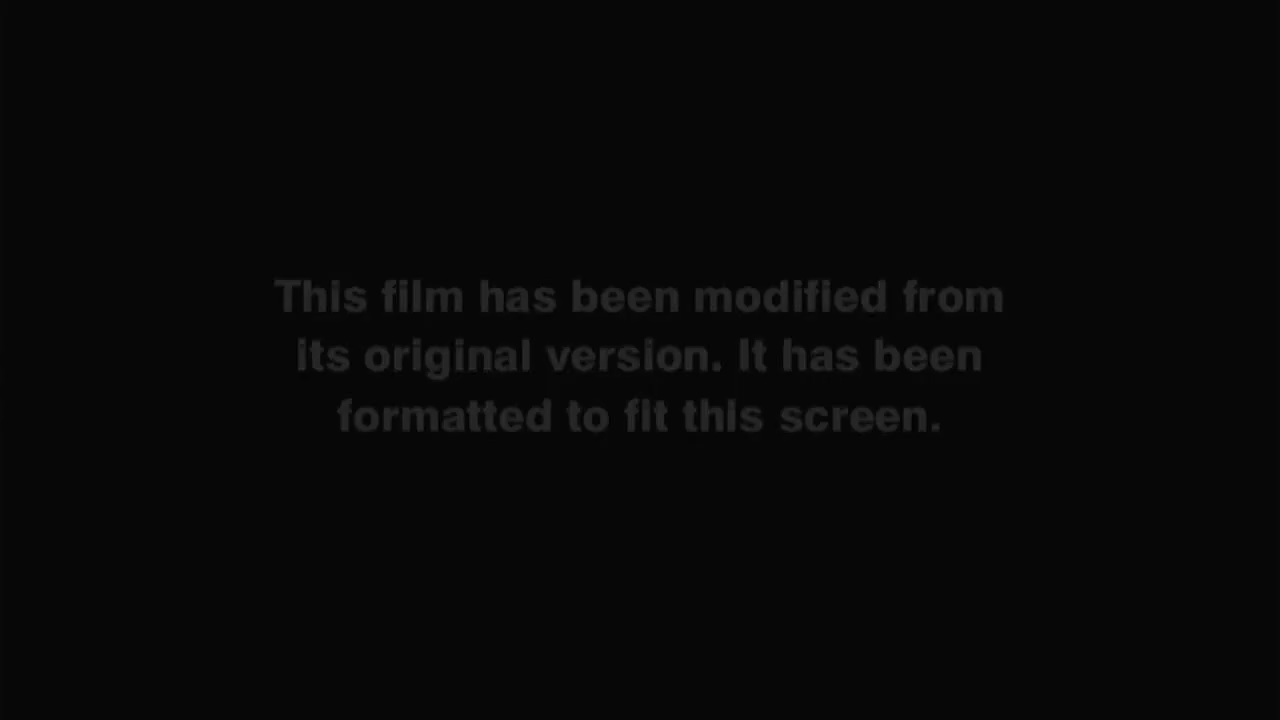 This film has been modified from
its original version. It has been
formatted to fit this screen.